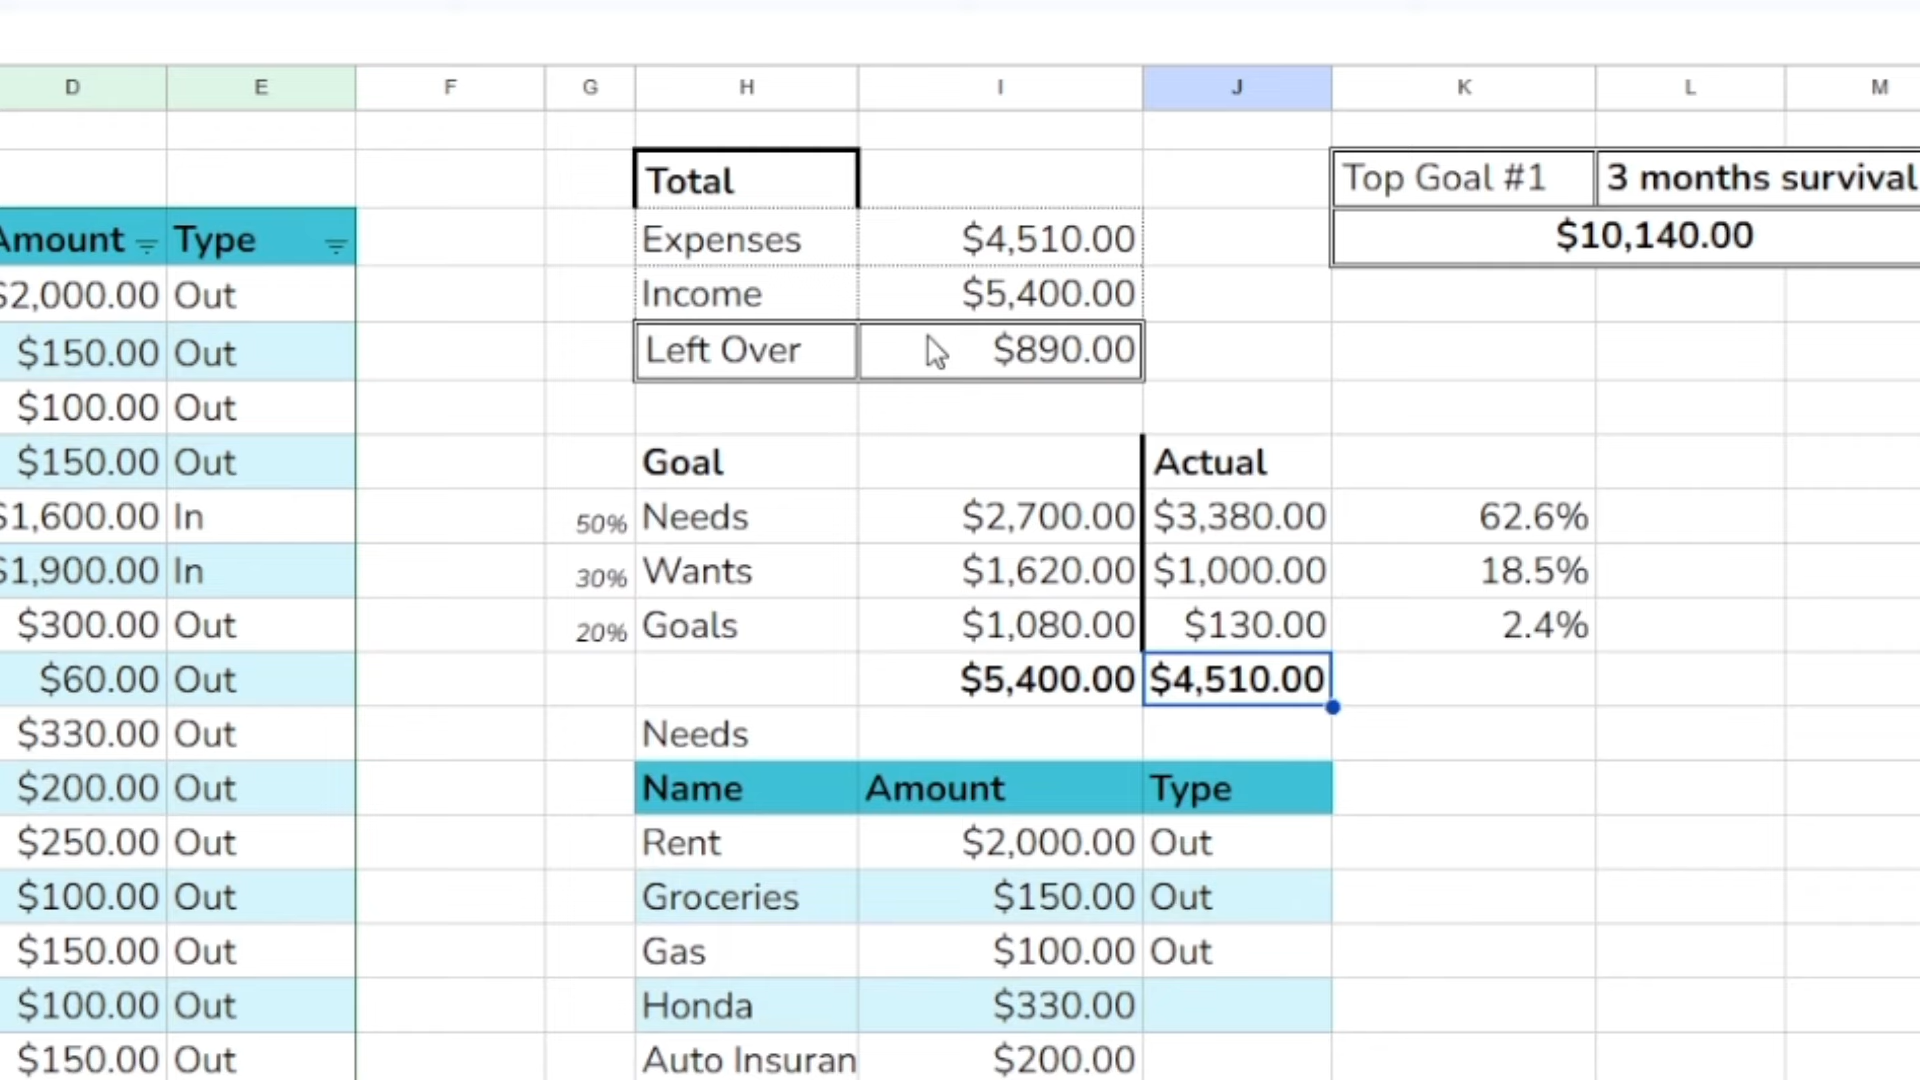 D E F G H I J K L M
Total Top Goal #1 3 months survival
Amount Type Expenses $4,510.00 $10,140.00
$2,000.00 Out Income $5,400.00
$150.00 Out Left Over $890.00
$100.00 Out
$150.00 Out Goal Actual
$1,600.00 In 50% Needs $2,700.00 $3,380.00 62.6%
$1,900.00 In 30% Wants $1,620.00 $1,000.00 18.5%
$300.00 Out 20% Goals $1,080.00 $130.00 2.4%
$60.00 Out $5,400.00 $4,510.00
$330.00 Out Needs
$200.00 Out Name Amount Type
$250.00 Out Rent $2,000.00 Out
$100.00 Out Groceries $150.00 Out
$150.00 Out Gas $100.00 Out
$100.00 Out Honda $330.00
$150.00 Out Auto Insuran $200.00